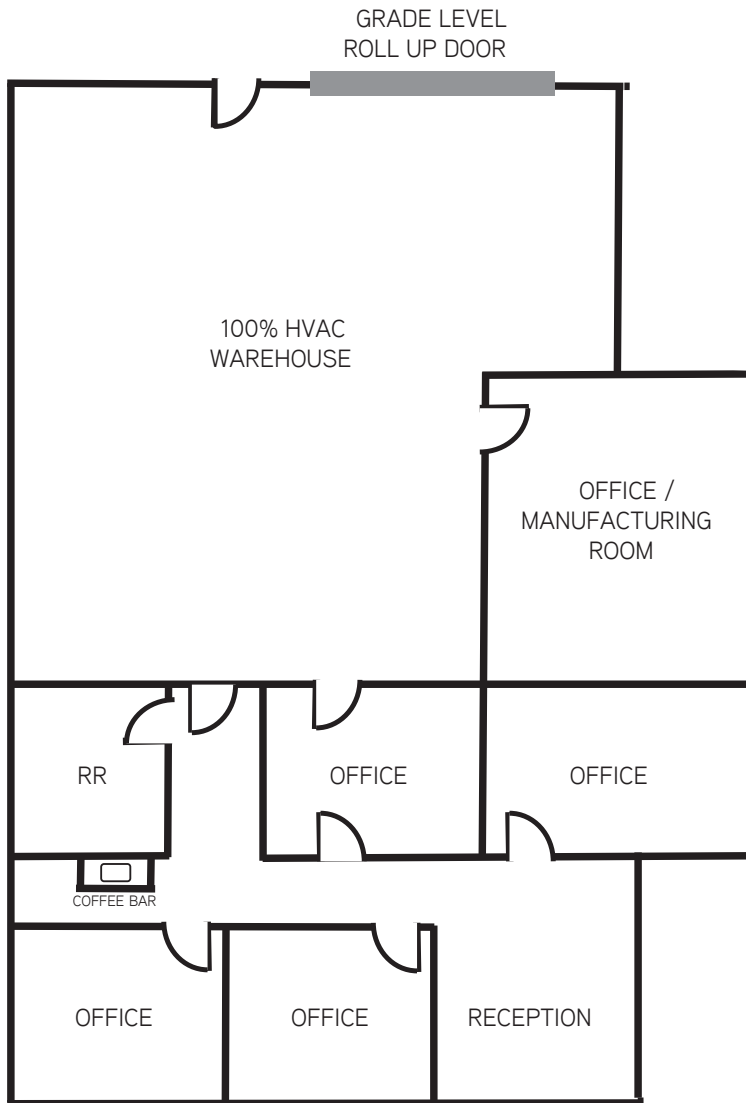 GRADE LEVEL
ROLL UP DOOR
100% HVAC
WAREHOUSE
OFFICE /
MANUFACTURING
ROOM
RR
OFFICE
OFFICE
COFFEE BAR
OFFICE
OFFICE
RECEPTION